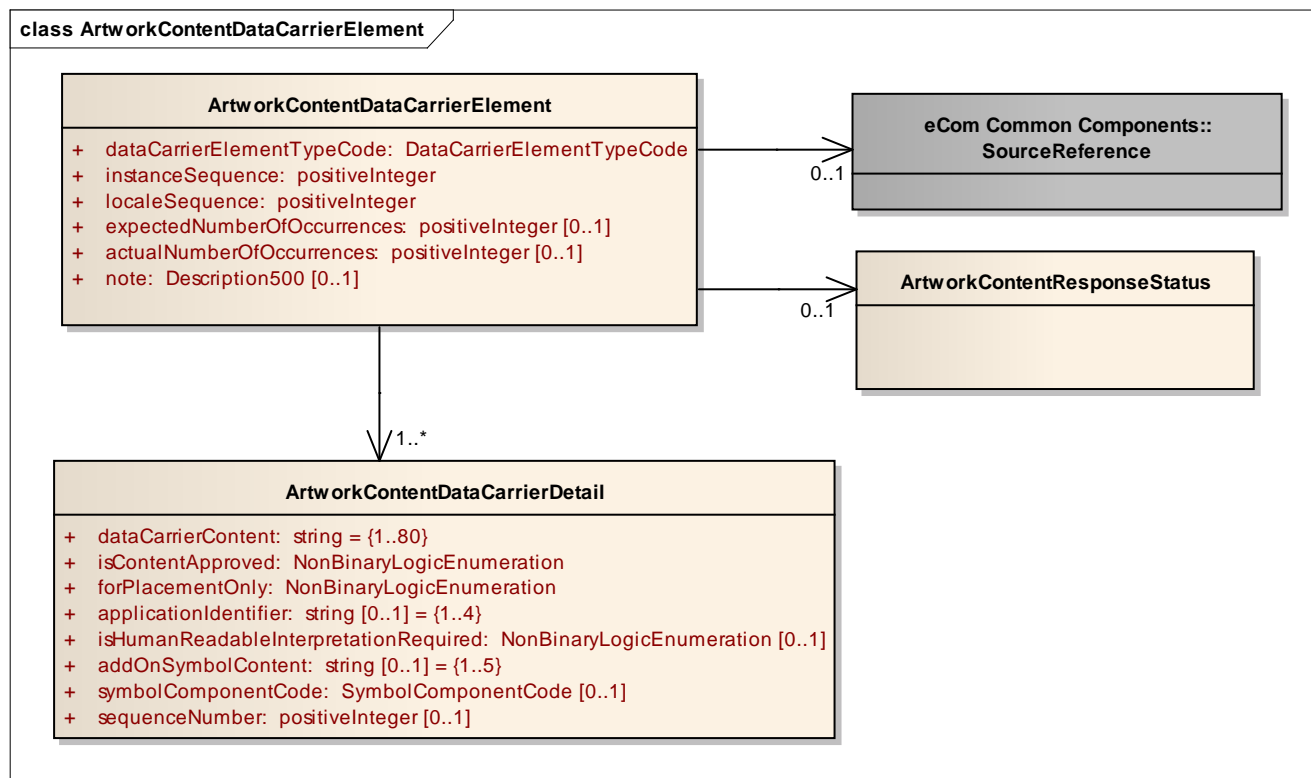 class ArtworkContentDataCarrierElement
ArtworkContentDataCarrierElement
+ dataCarrierElementTypeCode: DataCarrierElementTypeCode
+ instanceSequence: positiveInteger
+ localeSequence: positiveInteger
+ expectedNumberOfOccurrences: positiveInteger [0..1]
+ actualNumberOfOccurrences: positiveInteger [0..1]
+ note: Description500 [0..1]
eCom Common Components::
SourceReference
0..1
ArtworkContentResponseStatus
0..1
1..*
ArtworkContentDataCarrierDetail
+ dataCarrierContent: string = {1..80}
+ isContentApproved: NonBinaryLogicEnumeration
+ forPlacementOnly: NonBinaryLogicEnumeration
+ applicationIdentifier: string [0..1] = {1..4}
+ isHumanReadableInterpretationRequired: NonBinaryLogicEnumeration [0..1]
+ addOnSymbolContent: string [0..1] = {1..5}
+ symbolComponentCode: SymbolComponentCode [0..1]
+ sequenceNumber: positiveInteger [0..1]